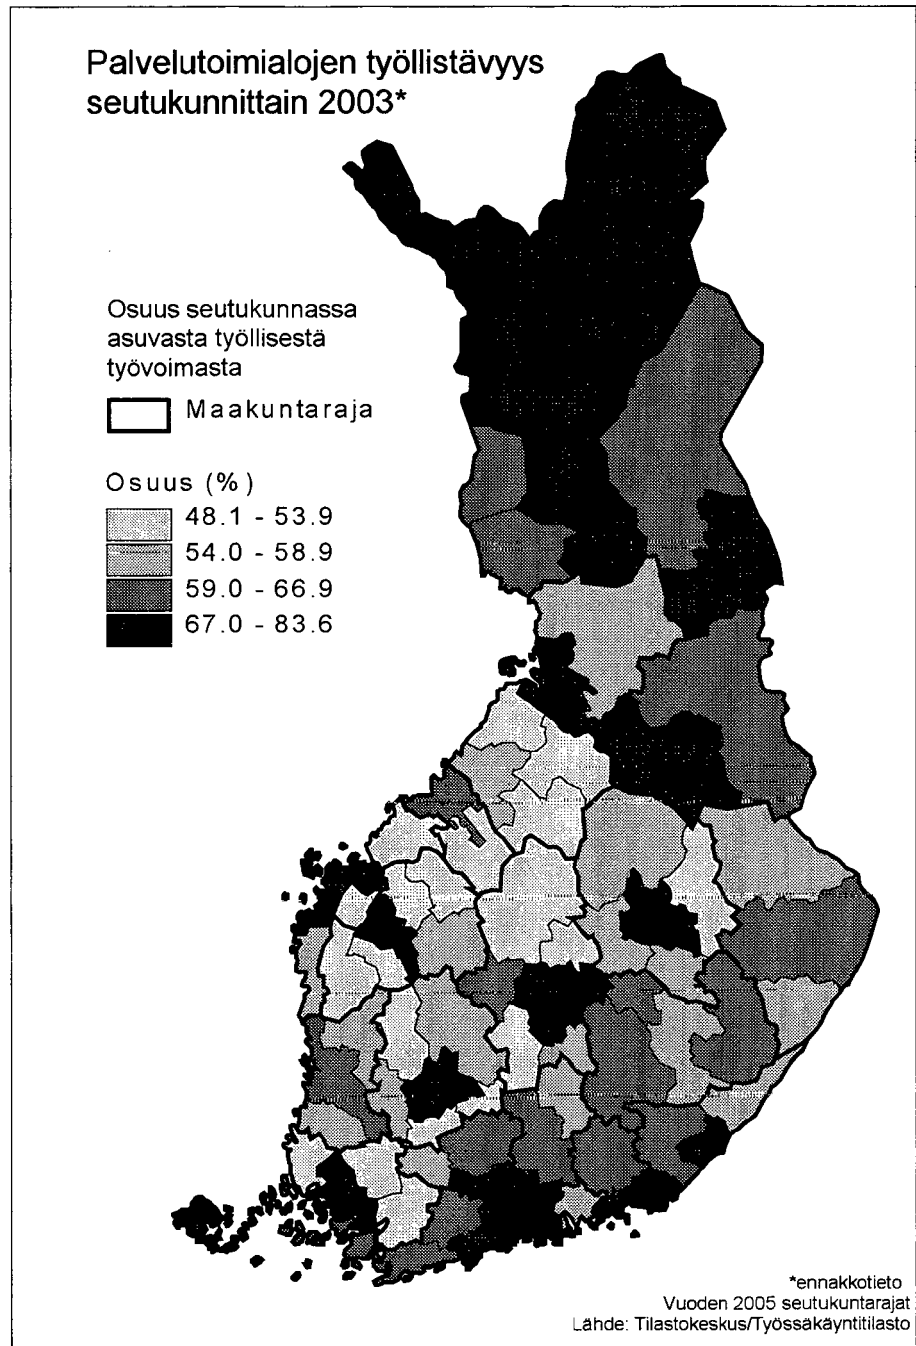 Palvelutoimialojen työllistävyys
seutukunnittain 2003*
Osuus seutukunnassa
asuvasta työllisestä
työvoimasta
Maakuntaraja
Osuus (%)
48.1 - 53.9
54.0 - 58.9
59.0 - 66.9
67.0 - 83.6
*ennakkotieto
Vuoden 2005 seutukuntarajat
Lähde: Tilastokeskus/Työssäkäyntitilasto